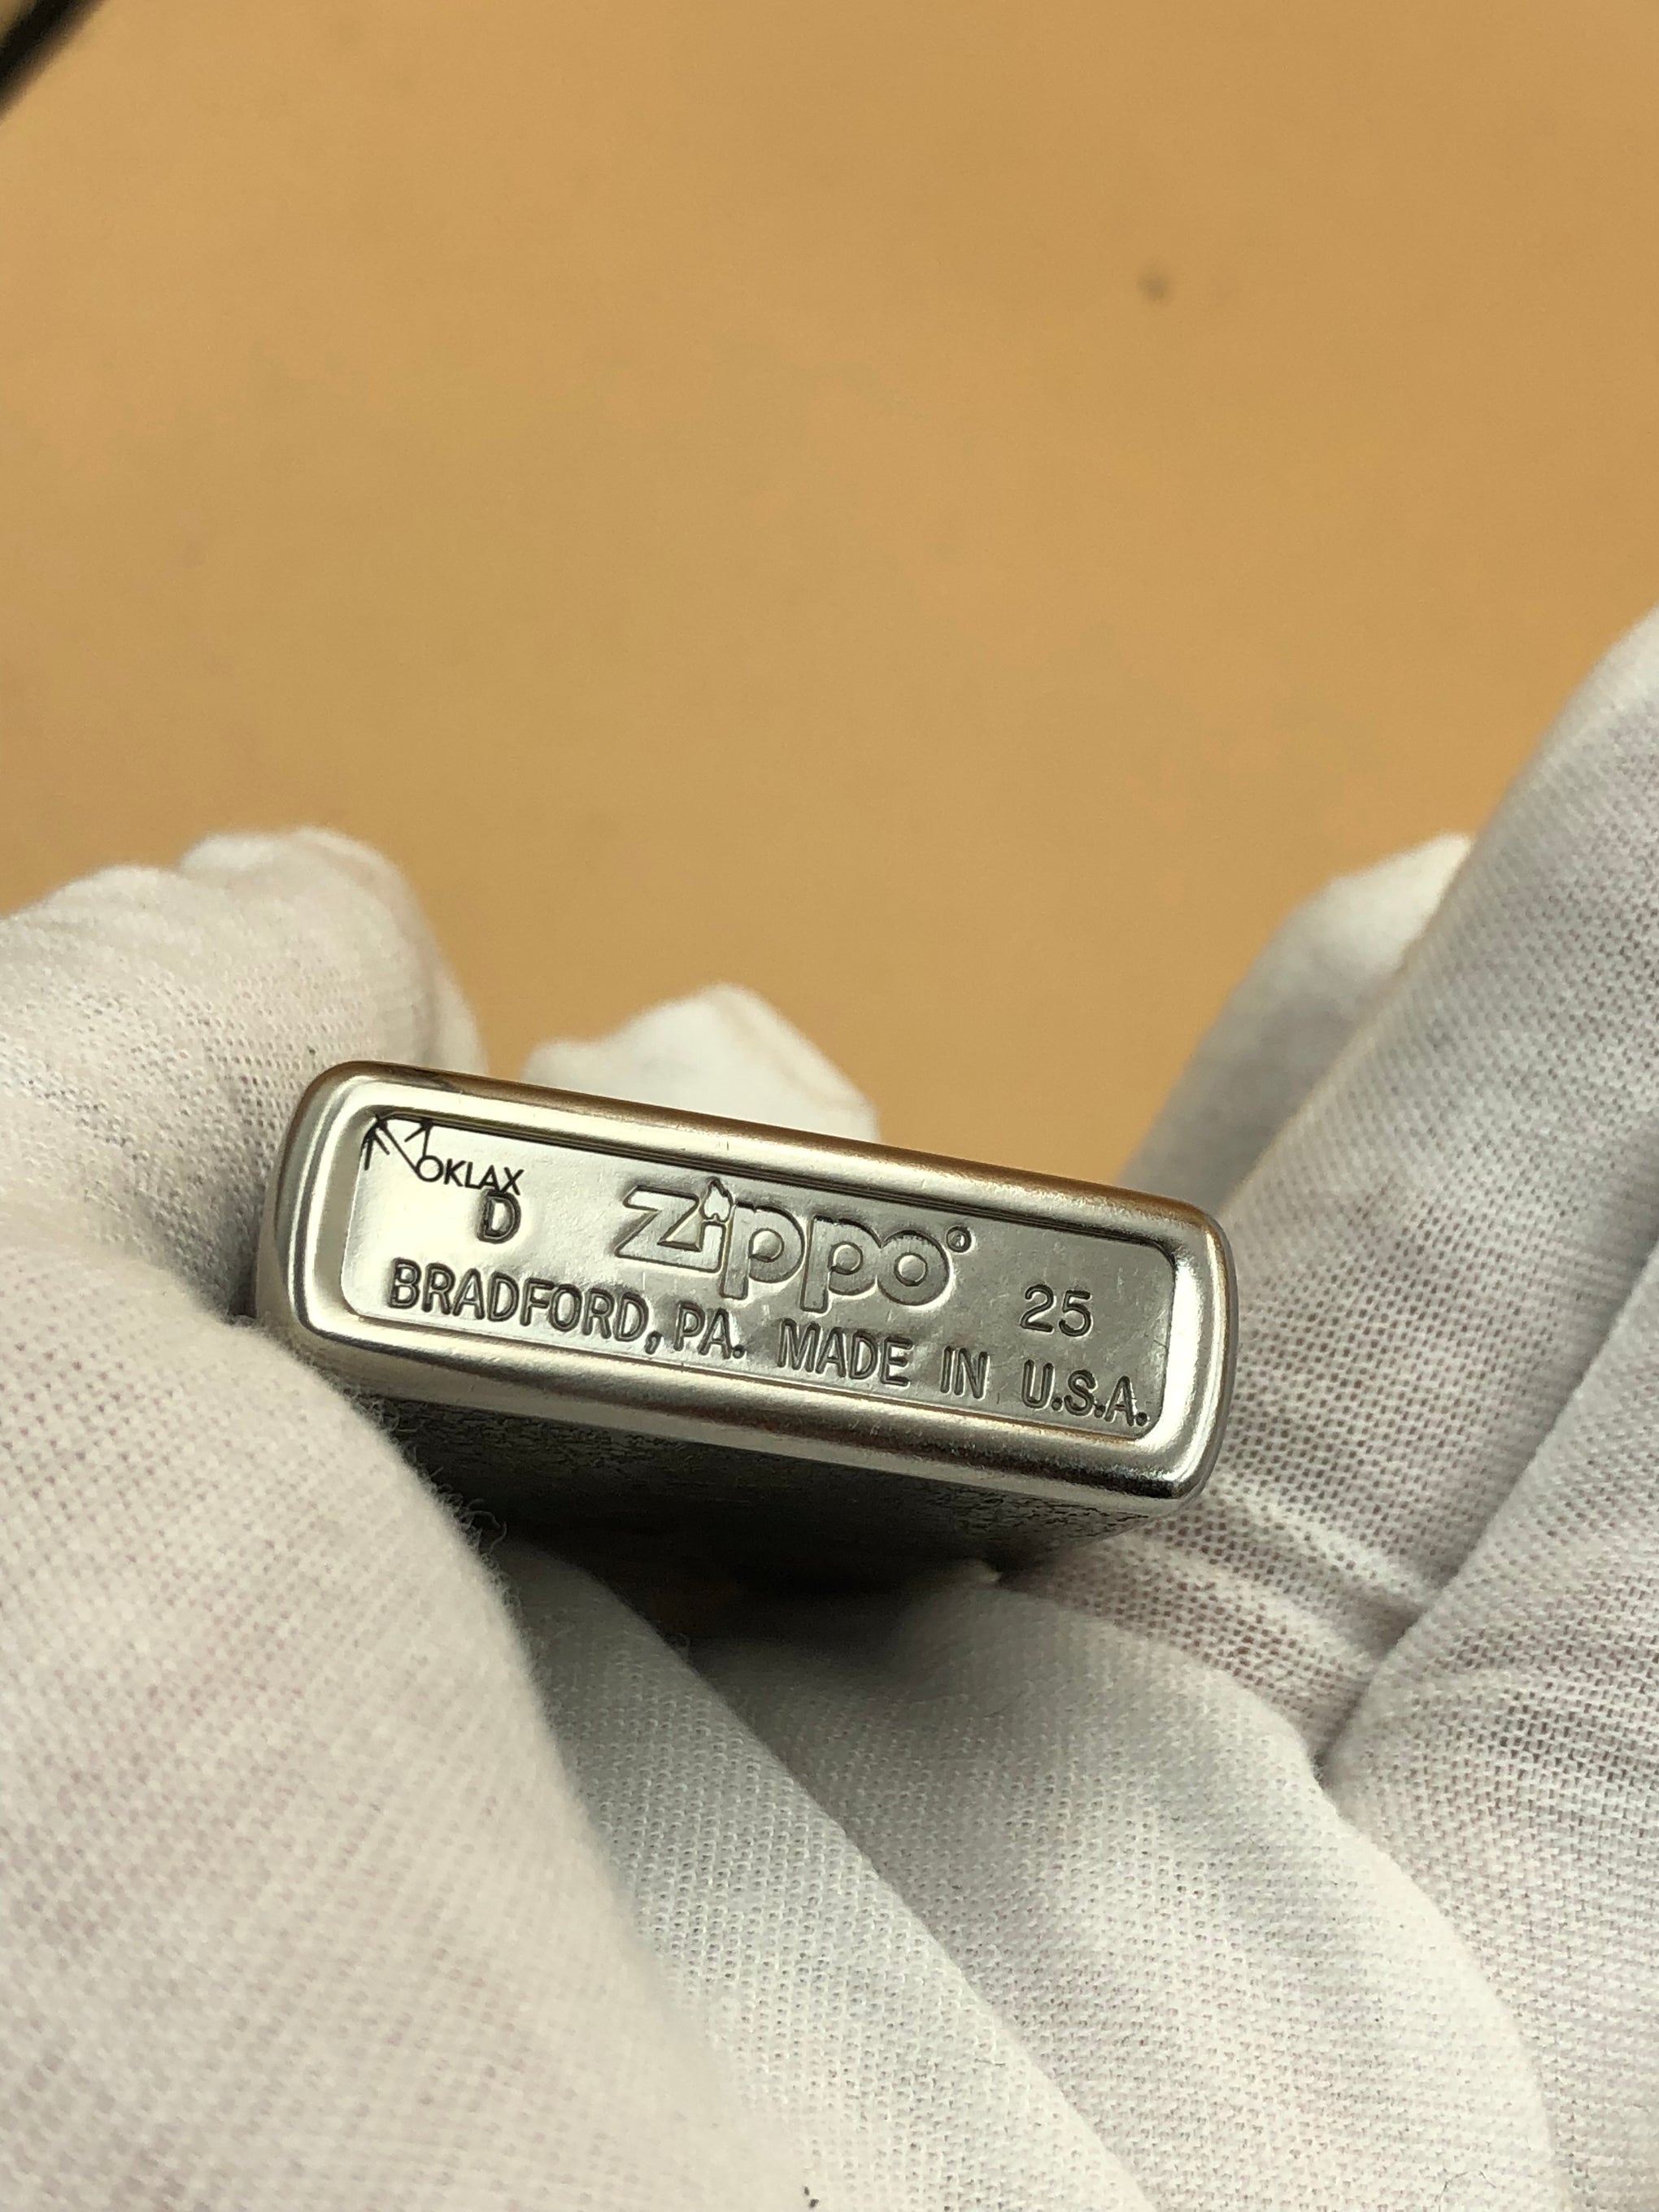 OKLAX
D zippo® 25
BRADFORD, PA. MADE IN U.S.A.